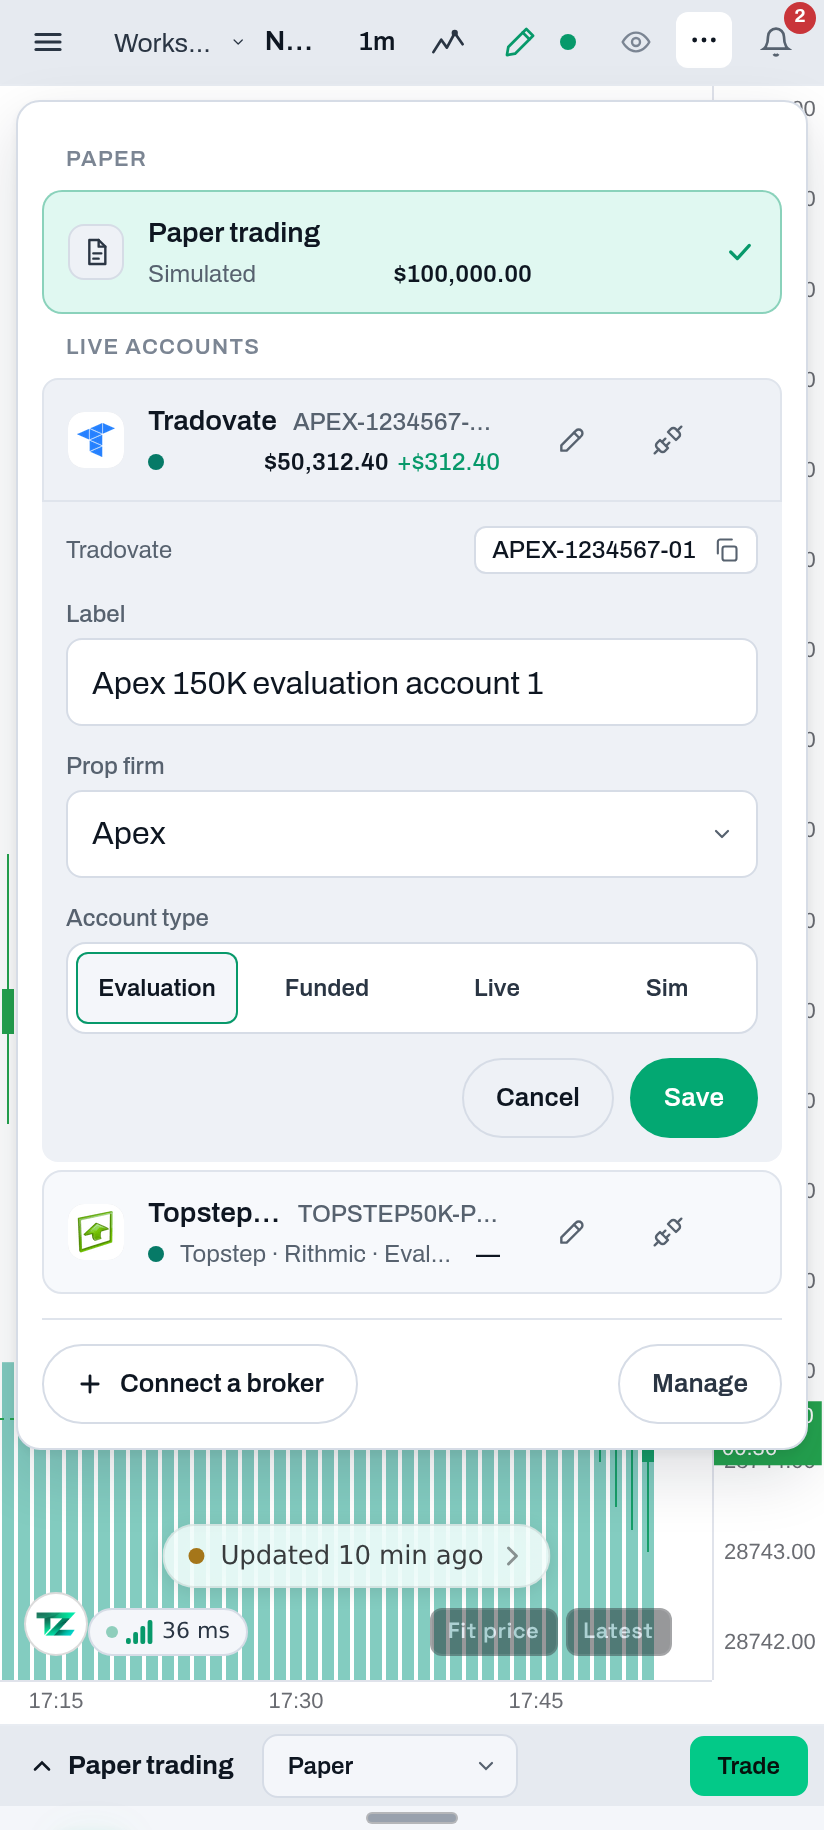 Works... N... 1m 2
PAPER
Paper trading
Simulated $100,000.00
LIVE ACCOUNTS
Tradovate APEX-1234567-...
$50,312.40 +$312.40
Tradovate APEX-1234567-01
Label
Apex 150K evaluation account 1
Prop firm
Apex
Account type
Evaluation Funded Live Sim
Cancel Save
Topstep... TOPSTEP50K-P...
Topstep · Rithmic · Eval... —
Connect a broker Manage
Updated 10 min ago
28743.00
TZ 36 ms Fit price Latest
28742.00
17:15 17:30 17:45
Paper trading Paper Trade